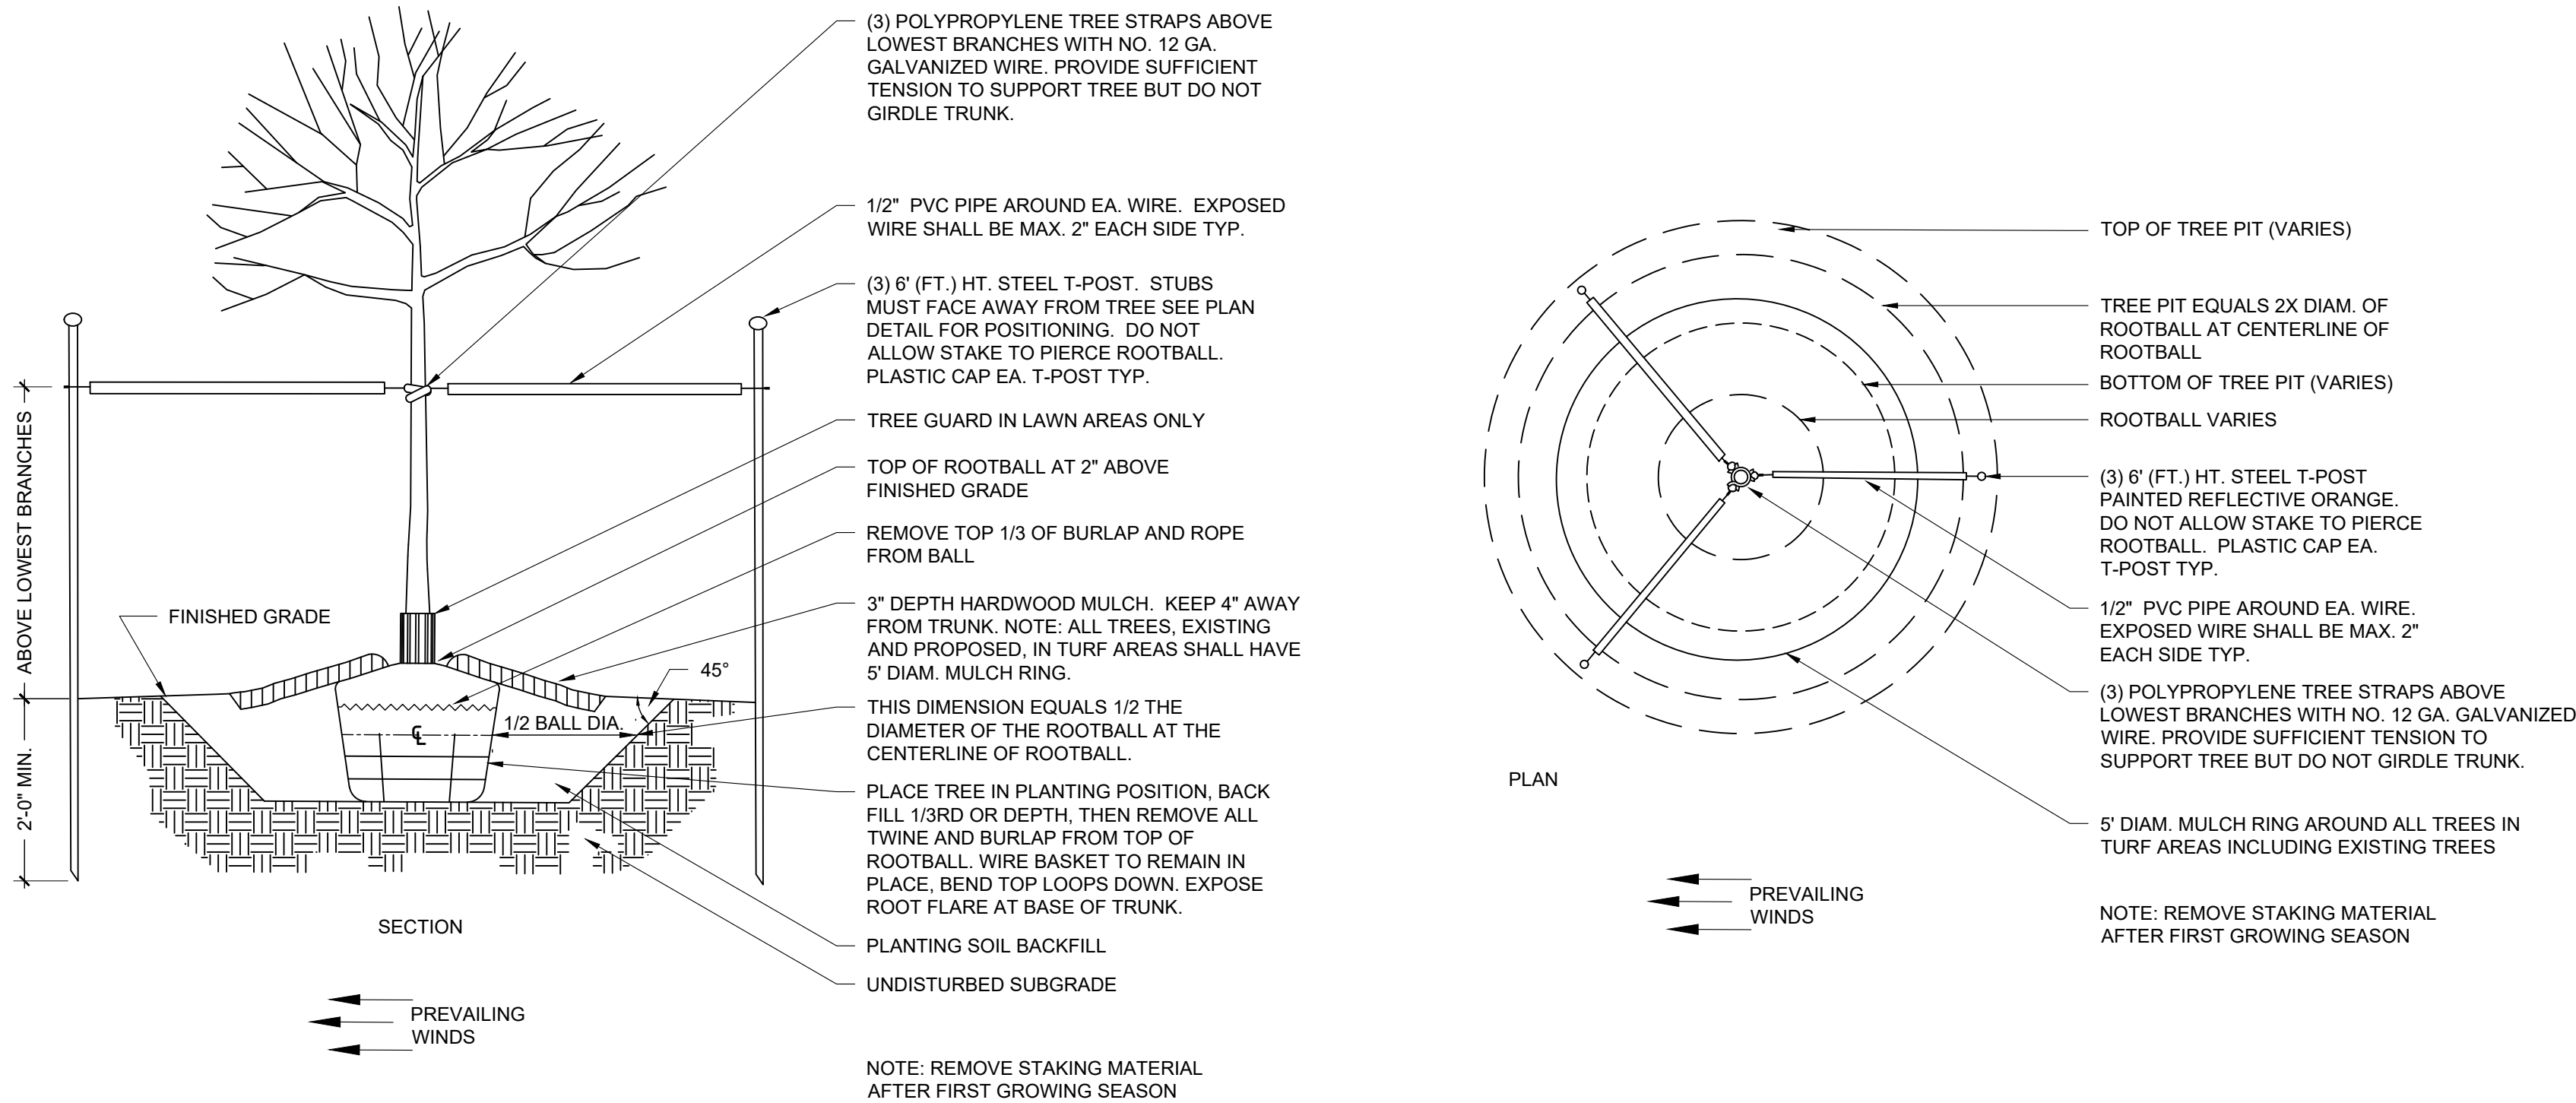 (3) POLYPROPYLENE TREE STRAPS ABOVE
LOWEST BRANCHES WITH NO. 12 GA.
GALVANIZED WIRE. PROVIDE SUFFICIENT
TENSION TO SUPPORT TREE BUT DO NOT
GIRDLE TRUNK.
1/2" PVC PIPE AROUND EA. WIRE. EXPOSED
WIRE SHALL BE MAX. 2" EACH SIDE TYP.
(3) 6' (FT.) HT. STEEL T-POST. STUBS
MUST FACE AWAY FROM TREE SEE PLAN
DETAIL FOR POSITIONING. DO NOT
ALLOW STAKE TO PIERCE ROOTBALL.
PLASTIC CAP EA. T-POST TYP.
TREE GUARD IN LAWN AREAS ONLY
TOP OF ROOTBALL AT 2" ABOVE
FINISHED GRADE
REMOVE TOP 1/3 OF BURLAP AND ROPE
FROM BALL
3" DEPTH HARDWOOD MULCH. KEEP 4" AWAY
FROM TRUNK. NOTE: ALL TREES, EXISTING
AND PROPOSED, IN TURF AREAS SHALL HAVE
5' DIAM. MULCH RING.
THIS DIMENSION EQUALS 1/2 THE
DIAMETER OF THE ROOTBALL AT THE
CENTERLINE OF ROOTBALL.
PLACE TREE IN PLANTING POSITION, BACK
FILL 1/3RD OR DEPTH, THEN REMOVE ALL
TWINE AND BURLAP FROM TOP OF
ROOTBALL. WIRE BASKET TO REMAIN IN
PLACE, BEND TOP LOOPS DOWN. EXPOSE
ROOT FLARE AT BASE OF TRUNK.
PLANTING SOIL BACKFILL
UNDISTURBED SUBGRADE
NOTE: REMOVE STAKING MATERIAL
AFTER FIRST GROWING SEASON
ABOVE LOWEST BRANCHES
2'-0" MIN.
FINISHED GRADE
45°
1/2 BALL DIA.
CL
SECTION
PREVAILING
WINDS
TOP OF TREE PIT (VARIES)
TREE PIT EQUALS 2X DIAM. OF
ROOTBALL AT CENTERLINE OF
ROOTBALL
BOTTOM OF TREE PIT (VARIES)
ROOTBALL VARIES
(3) 6' (FT.) HT. STEEL T-POST
PAINTED REFLECTIVE ORANGE.
DO NOT ALLOW STAKE TO PIERCE
ROOTBALL. PLASTIC CAP EA.
T-POST TYP.
1/2" PVC PIPE AROUND EA. WIRE.
EXPOSED WIRE SHALL BE MAX. 2"
EACH SIDE TYP.
(3) POLYPROPYLENE TREE STRAPS ABOVE
LOWEST BRANCHES WITH NO. 12 GA. GALVANIZED
WIRE. PROVIDE SUFFICIENT TENSION TO
SUPPORT TREE BUT DO NOT GIRDLE TRUNK.
5' DIAM. MULCH RING AROUND ALL TREES IN
TURF AREAS INCLUDING EXISTING TREES
PLAN
PREVAILING
WINDS
NOTE: REMOVE STAKING MATERIAL
AFTER FIRST GROWING SEASON